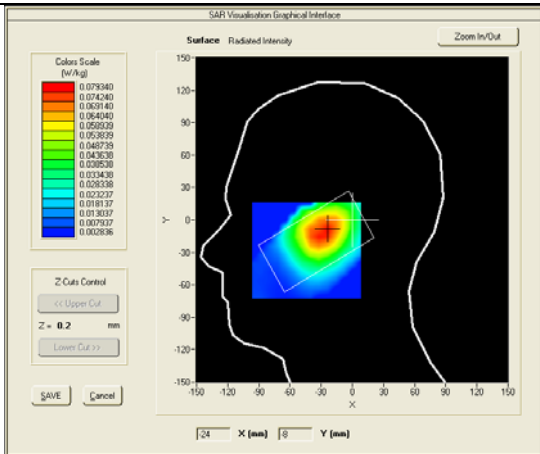 SAR Visualisation Graphical Interface
Surface Radiated Intensity
Zoom In/Out
Colors Scale
(W/kg)
0.079340
0.074240
0.069140
0.064040
0.058939
0.053839
0.048739
0.043638
0.038538
0.033438
0.028338
0.023237
0.018137
0.013037
0.007937
0.002836
Z Cuts Control
<< Upper Cut
Z = 0.2 mm
Lower Cut >>
SAVE Cancel
150
120
90
60
30
0
-30
-60
-90
-120
-150
Y
-150 -120 -90 -60 -30 0 30 60 90 120 150
X
-24 X (mm) -8 Y (mm)